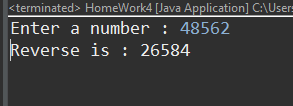 <terminated> HomeWork4 [Java Application] C:\Users
Enter a number : 48562
Reverse is : 26584